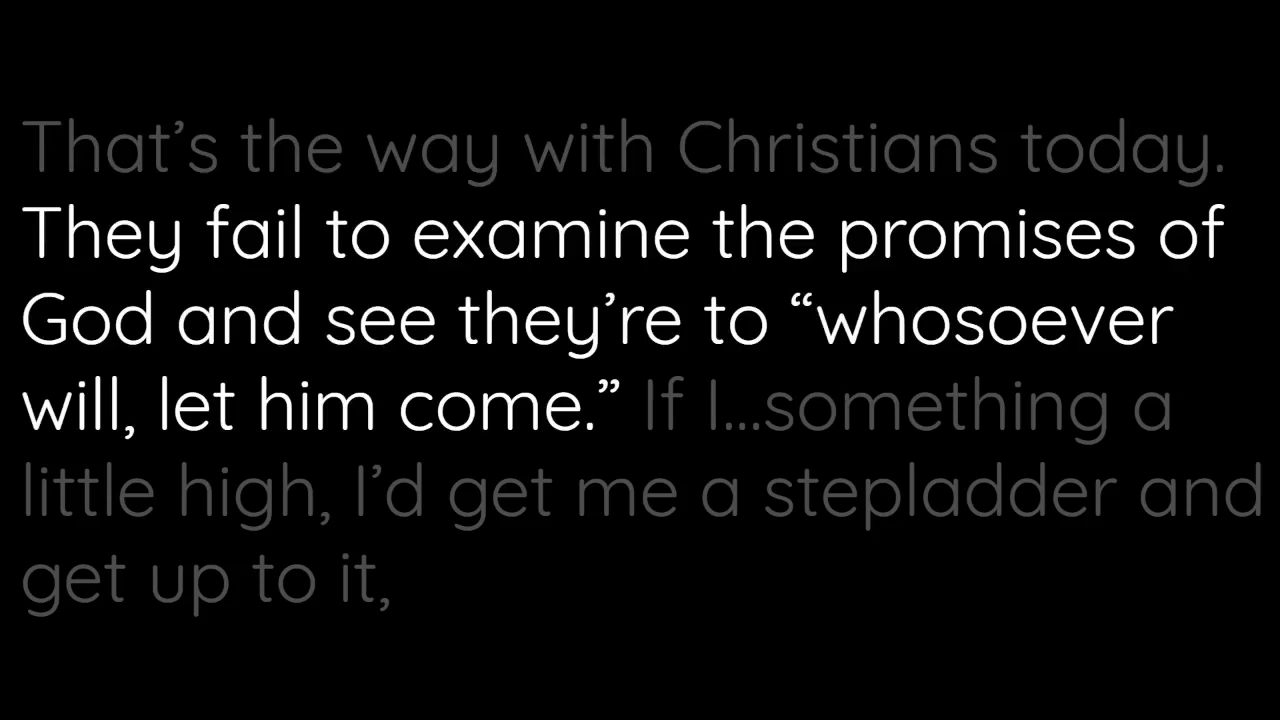 That’s the way with Christians today.
They fail to examine the promises of
God and see they’re to “whosoever
will, let him come.” If I...something a
little high, I’d get me a stepladder and
get up to it,